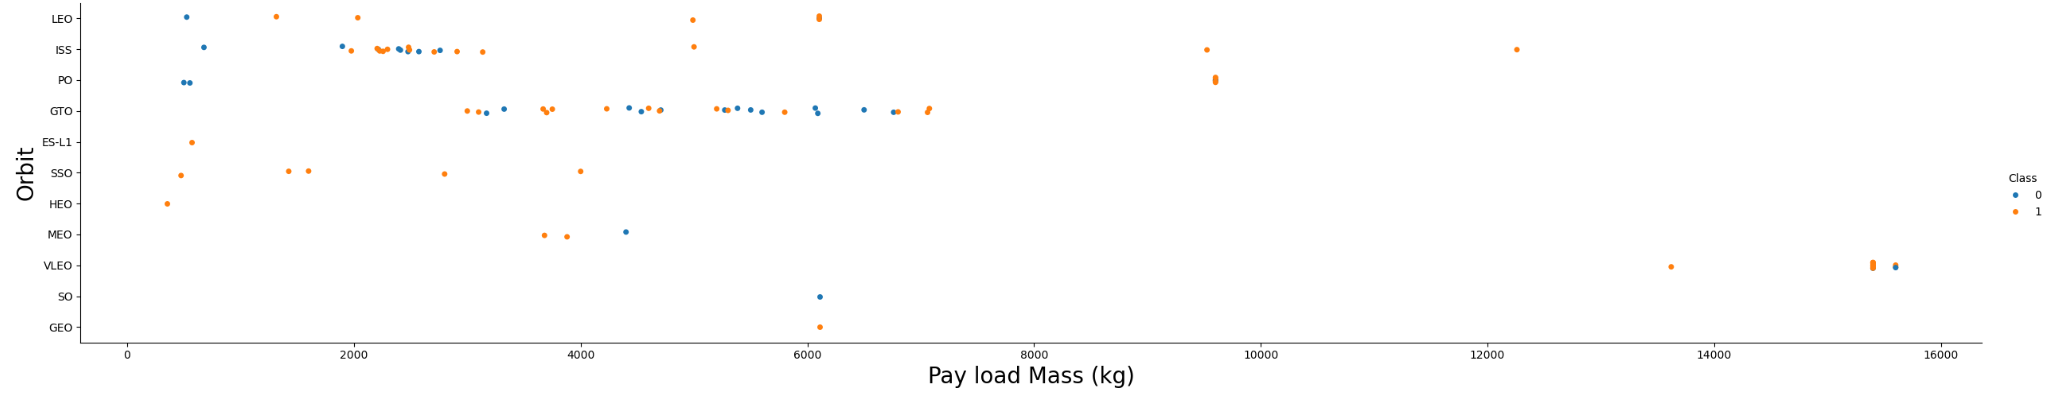 LEO
ISS
PO
GTO
ES-L1
SSO
HEO
MEO
VLEO
SO
GEO
Orbit
0 2000 4000 6000 8000 10000 12000 14000 16000
Pay load Mass (kg)
Class
0
1